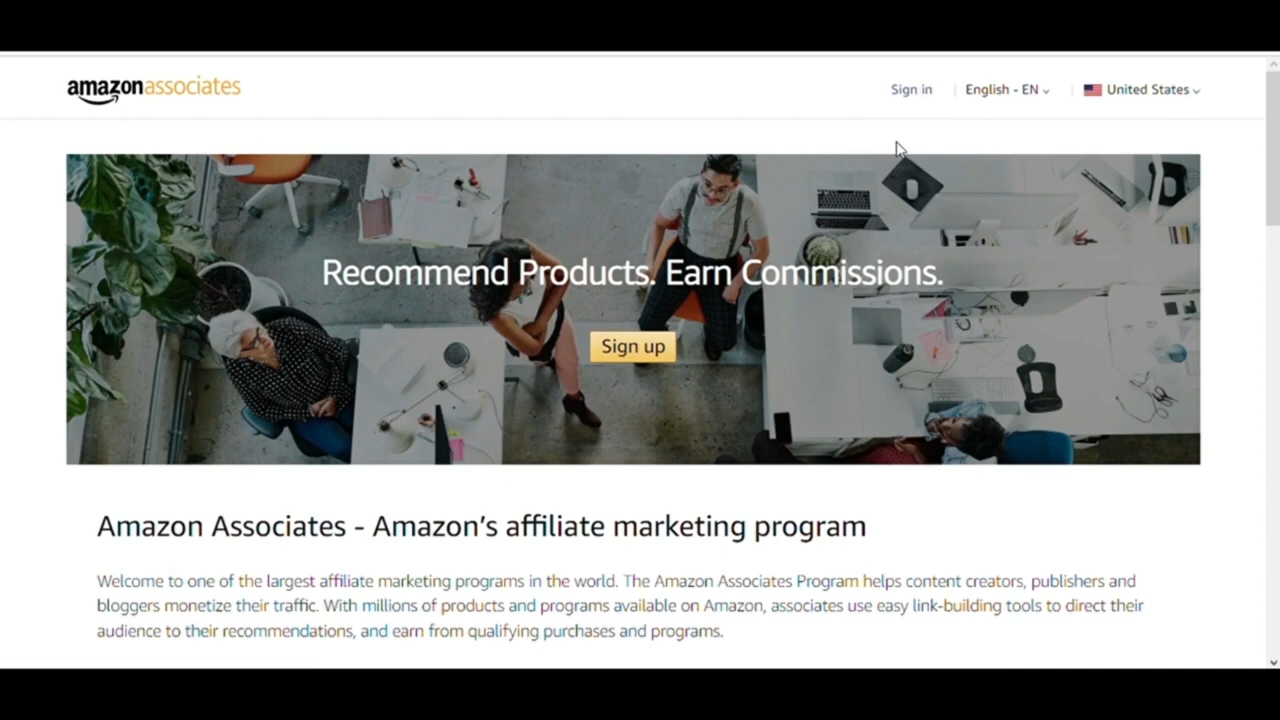 amazonassociates
Sign in
English - EN
United States
Recommend Products. Earn Commissions.
Sign up
Amazon Associates - Amazon's affiliate marketing program
Welcome to one of the largest affiliate marketing programs in the world. The Amazon Associates Program helps content creators, publishers and
bloggers monetize their traffic. With millions of products and programs available on Amazon, associates use easy link-building tools to direct their
audience to their recommendations, and earn from qualifying purchases and programs.